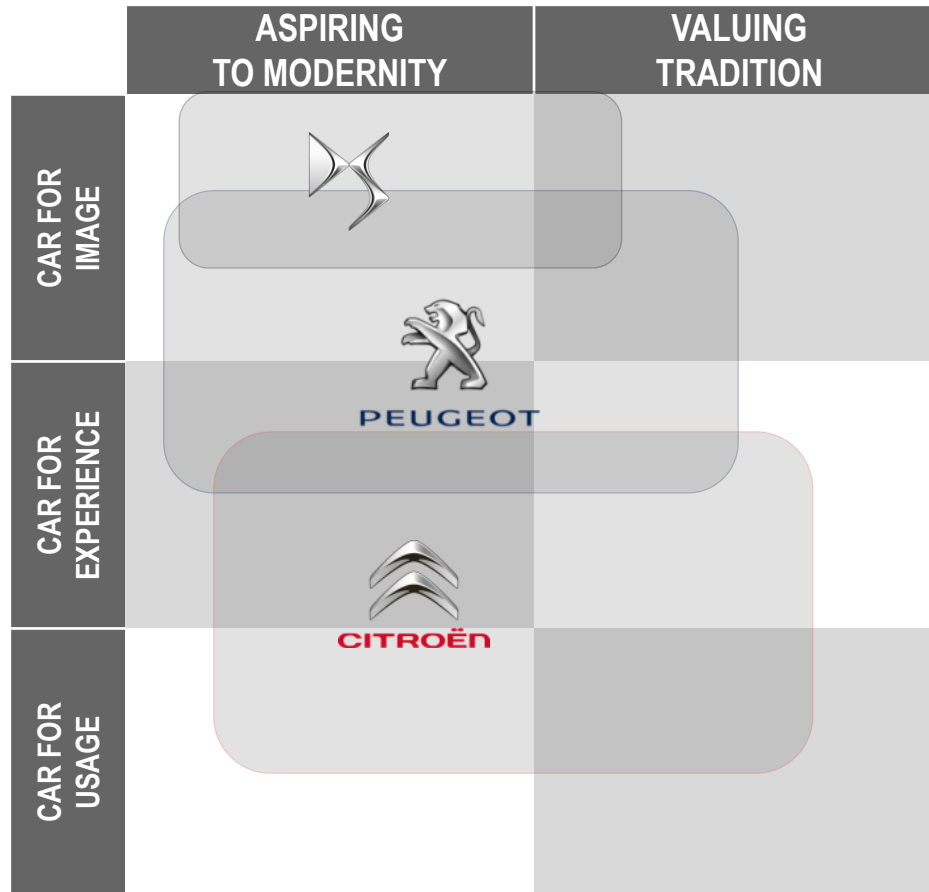 ASPIRING
TO MODERNITY
VALUING
TRADITION
CAR FOR
IMAGE
PEUGEOT
CAR FOR
EXPERIENCE
CITROËN
CAR FOR
USAGE